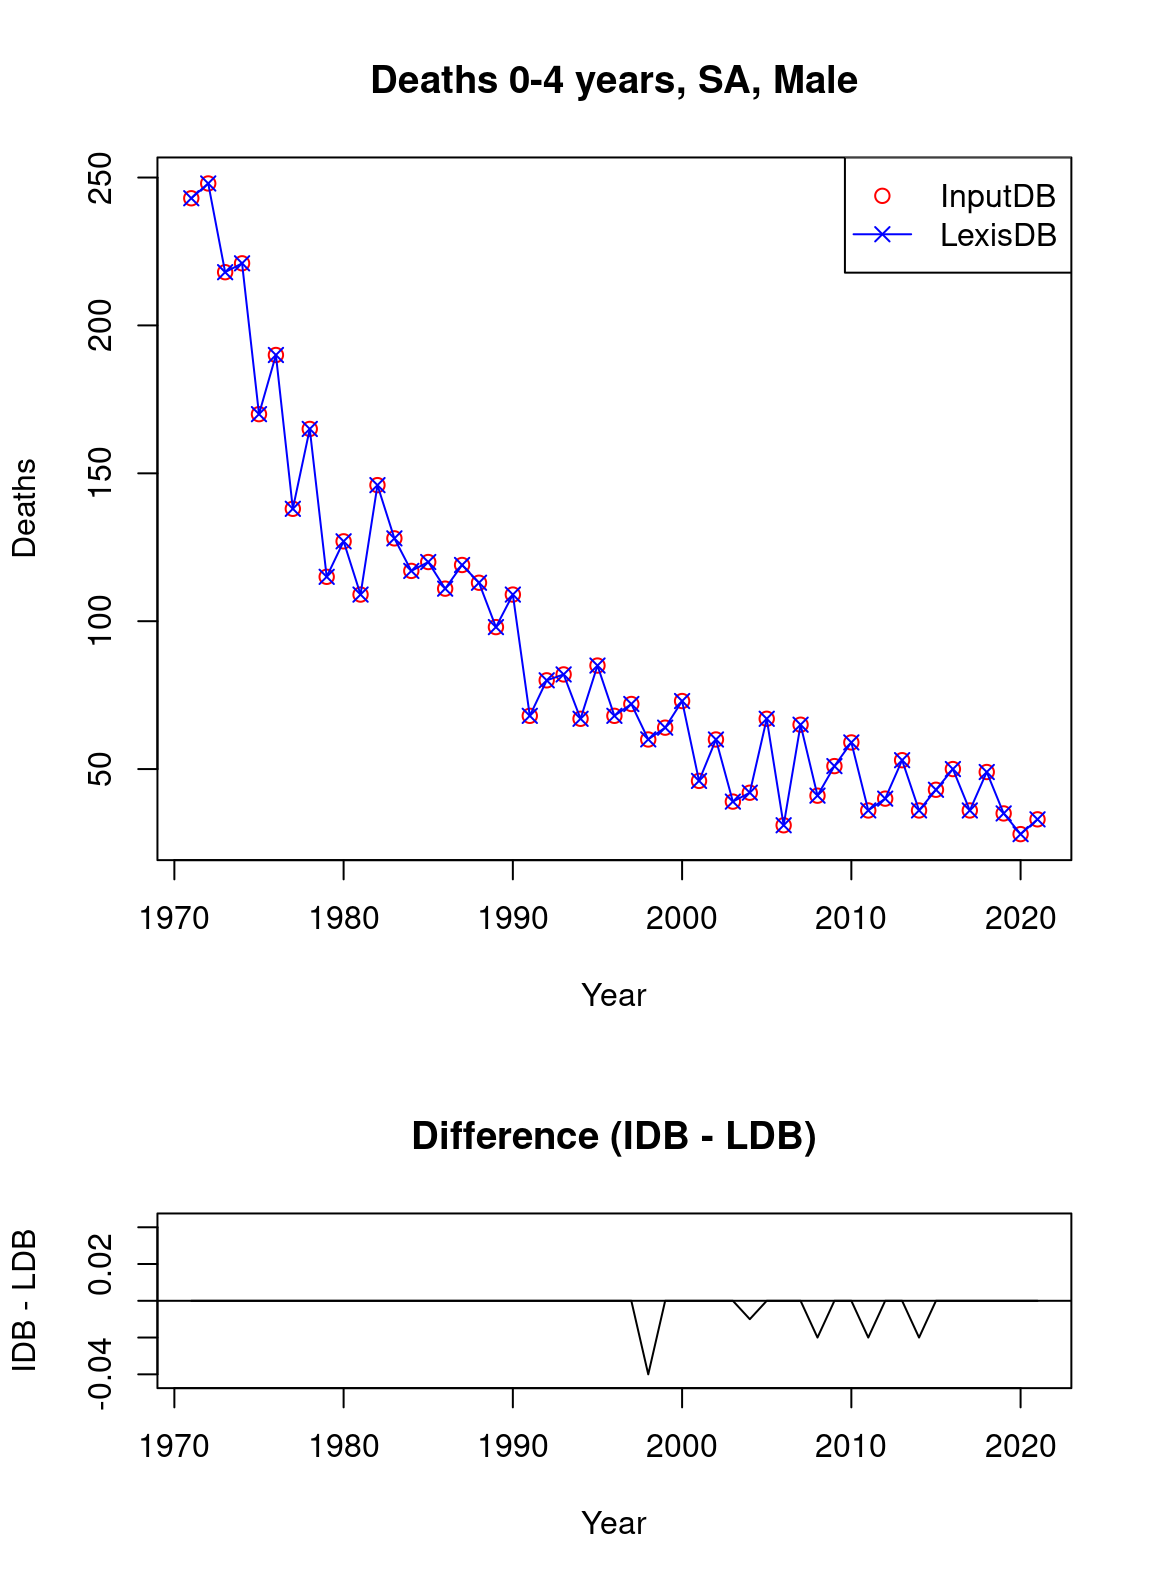 Deaths 0-4 years, SA, Male
InputDB
LexisDB
Deaths
250
200
150
100
50
1970 1980 1990 2000 2010 2020
Year
Difference (IDB - LDB)
IDB - LDB
0.02
-0.04
1970 1980 1990 2000 2010 2020
Year